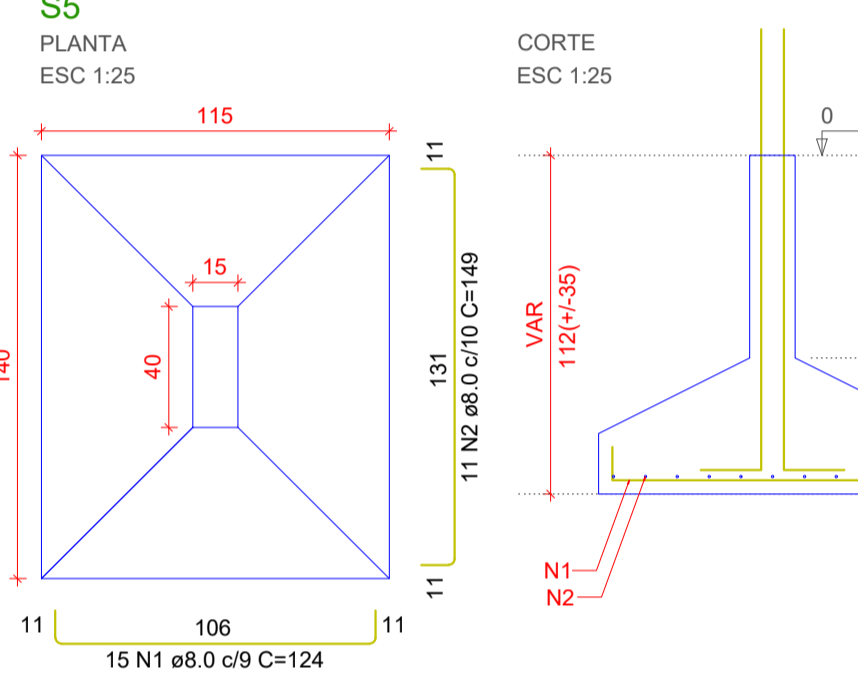 S5
PLANTA
ESC 1:25
115
15
40
140
11
131
11 N2 ø8.0 c/10 C=149
11
11
106
11
15 N1 ø8.0 c/9 C=124
CORTE
ESC 1:25
0
VAR
112(+/-35)
N1
N2